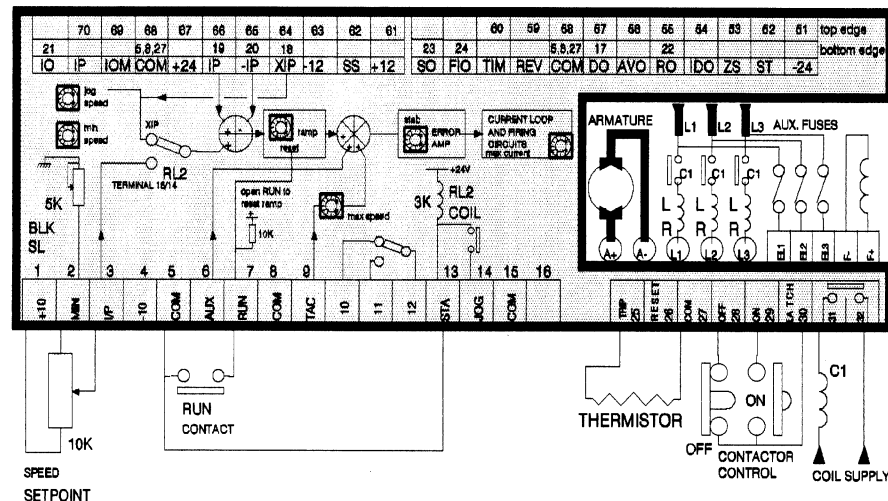 70 69 68 67 66 65 64 63 62 61 60 59 58 57 56 55 54 53 52 51 top edge
21 5,8,27 19 20 18 23 24 5,8,27 17 22 bottom edge
IO IP IOM COM +24 IP -IP XIP -12 SS +12 SO FIO TIM REV COM DO AVO RO IDO ZS ST -24
jog
speed
min
speed
XIP
RL2
TERMINAL 16/14
5K
BLK
SL
ramp
reset
open RUN to
reset ramp
10K
max speed
stab
ERROR
AMP
CURRENT LOOP
AND FIRING
CIRCUITS
max current
+24V
3K
RL2
COIL
ARMATURE
L1 L2 L3 AUX. FUSES
C1 C1 C1
L L L
R R R
A+ A- L1 L2 L3 EL1 EL2 EL3 F- F+
1 2 3 4 5 6 7 8 9 10 11 12 13 14 15 16
+10 MIN I/P -10 COM AUX RUN COM TAC STA JOG COM
TRIP 25
RESET 26
COM 27
OFF 28
ON 29
LATCH 30
31
32
10K
SPEED
SETPOINT
RUN
CONTACT
THERMISTOR
OFF
ON
CONTACTOR
CONTROL
C1
COIL SUPPLY